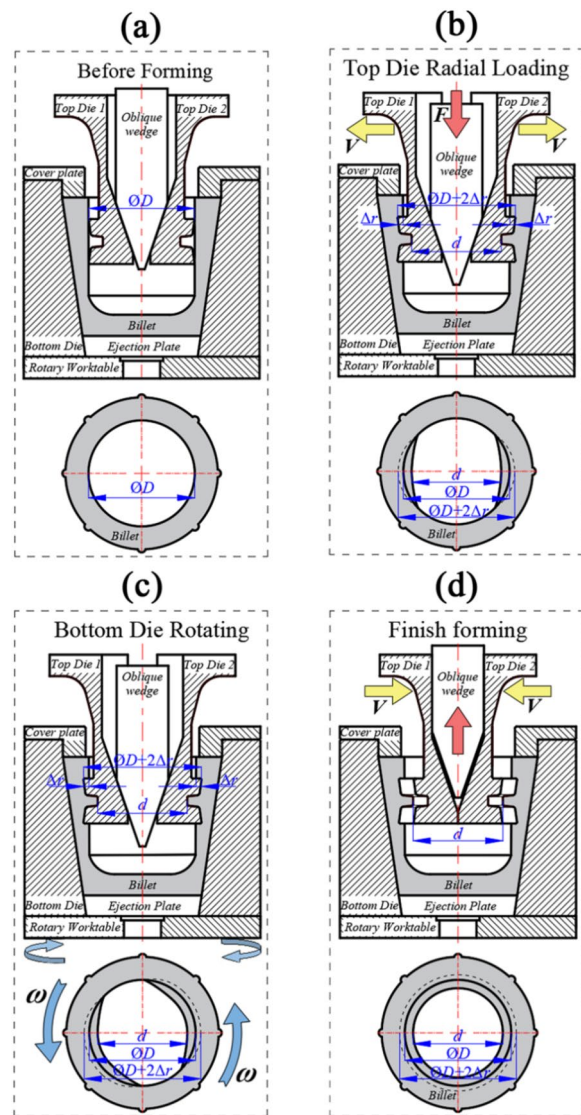 (a)
Before Forming
Top Die 1
Top Die 2
Oblique
wedge
Cover plate
ØD
Billet
Bottom Die
Ejection Plate
Rotary Worktable
ØD
Billet
(b)
Top Die Radial Loading
Top Die 1
Top Die 2
F
V
V
Oblique
wedge
Cover plate
ØD+2Δr
Δr
Δr
d
Billet
Bottom Die
Ejection Plate
Rotary Worktable
d
ØD
ØD+2Δr
Billet
(c)
Bottom Die Rotating
Top Die 1
Top Die 2
Oblique
wedge
Cover plate
ØD+2Δr
Δr
Δr
d
Billet
Bottom Die
Ejection Plate
Rotary Worktable
ω
ω
d
ØD
ØD+2Δr
Billet
(d)
Finish forming
Top Die 1
Top Die 2
V
V
Oblique
wedge
Cover plate
d
Billet
Bottom Die
Ejection Plate
Rotary Worktable
d
ØD
ØD+2Δr
Billet